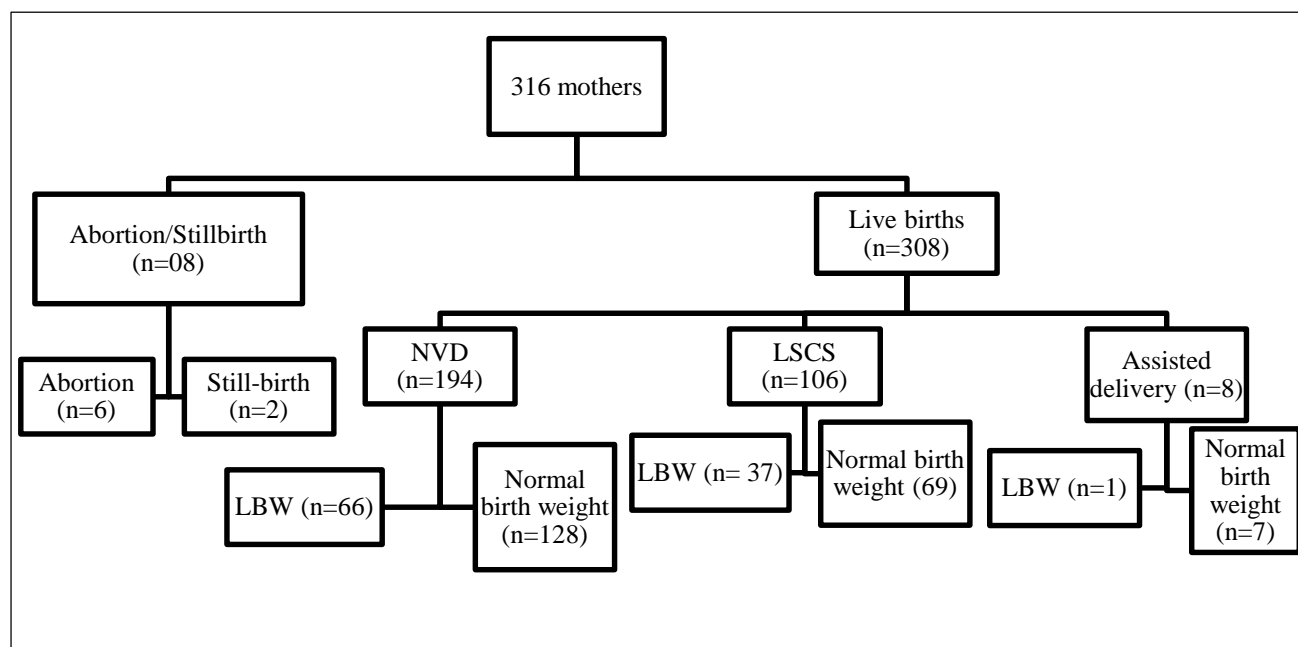 316 mothers
Abortion/Stillbirth
(n=08)
Live births
(n=308)
Abortion
(n=6)
Still-birth
(n=2)
NVD
(n=194)
LSCS
(n=106)
Assisted
delivery (n=8)
LBW (n=66)
Normal
birth weight
(n=128)
LBW (n= 37)
Normal birth
weight (69)
LBW (n=1)
Normal
birth
weight
(n=7)